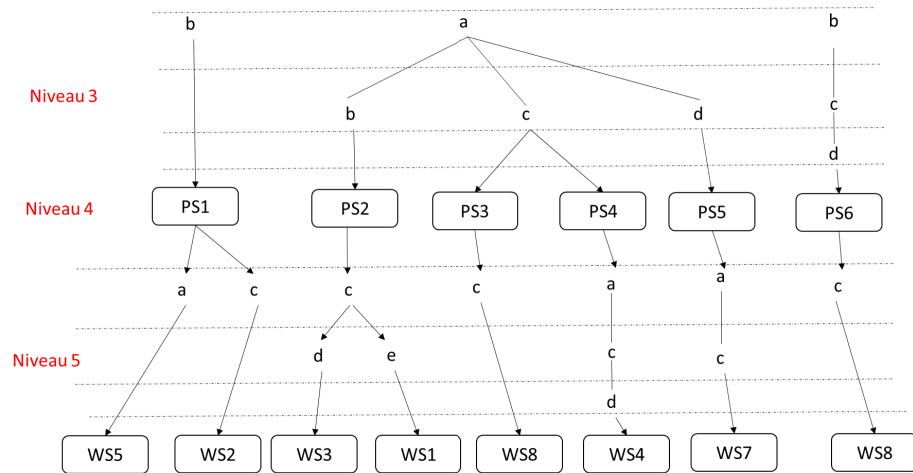 b a b
Niveau 3
b c d c
d
Niveau 4
PS1 PS2 PS3 PS4 PS5 PS6
a c c c a a c
Niveau 5
d e c c
d
WS5 WS2 WS3 WS1 WS8 WS4 WS7 WS8